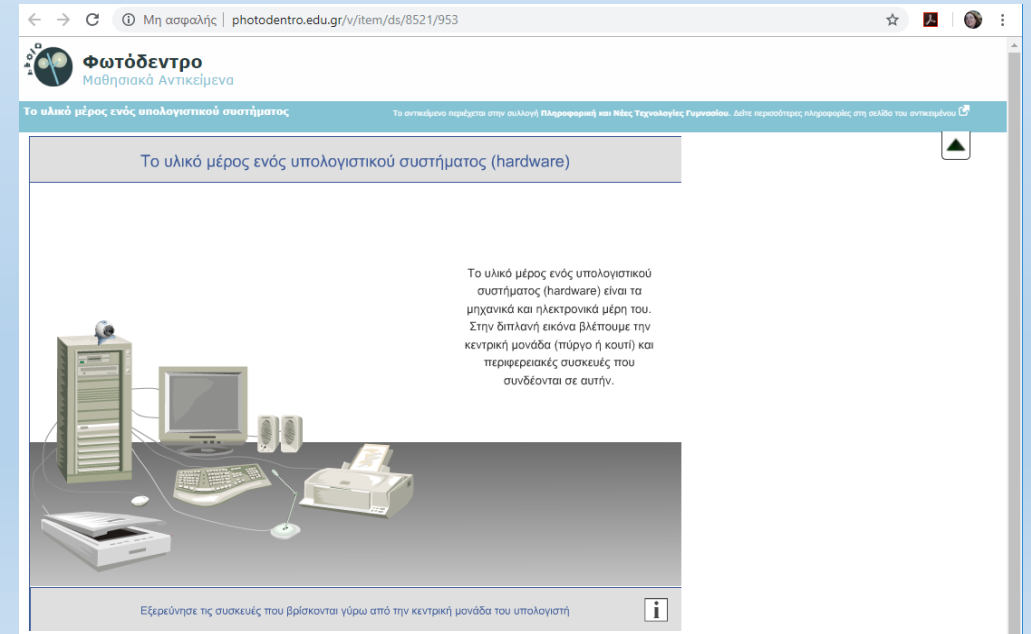 Μη ασφαλής | photodentro.edu.gr/v/item/ds/8521/953
Φωτόδεντρο
Μαθησιακά Αντικείμενα
Το υλικό μέρος ενός υπολογιστικού συστήματος
Το αντικείμενο περιέχεται στην συλλογή Πληροφορική και Νέες Τεχνολογίες Γυμνασίου. Δείτε περισσότερες πληροφορίες στη σελίδα του αντικειμένου
Το υλικό μέρος ενός υπολογιστικού συστήματος (hardware)
Το υλικό μέρος ενός υπολογιστικού
συστήματος (hardware) είναι τα
μηχανικά και ηλεκτρονικά μέρη του.
Στην διπλανή εικόνα βλέπουμε την
κεντρική μονάδα (πύργο ή κουτί) και
περιφερειακές συσκευές που
συνδέονται σε αυτήν.
Εξερεύνησε τις συσκευές που βρίσκονται γύρω από την κεντρική μονάδα του υπολογιστή
i